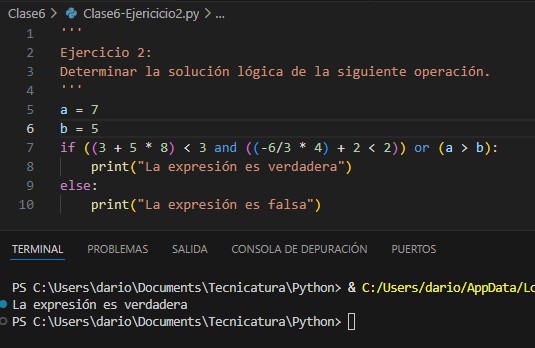 Clase6 > Clase6-Ejericicio2.py > ...
1 '''
2 Ejercicio 2:
3 Determinar la solución lógica de la siguiente operación.
4 '''
5 a = 7
6 b = 5
7 if ((3 + 5 * 8) < 3 and ((-6/3 * 4) + 2 < 2)) or (a > b):
8 print("La expresión es verdadera")
9 else:
10 print("La expresión es falsa")
TERMINAL PROBLEMAS SALIDA CONSOLA DE DEPURACIÓN PUERTOS
PS C:\Users\dario\Documents\Tecnicatura\Python> & C:/Users/dario/AppData/Lo
La expresión es verdadera
PS C:\Users\dario\Documents\Tecnicatura\Python>